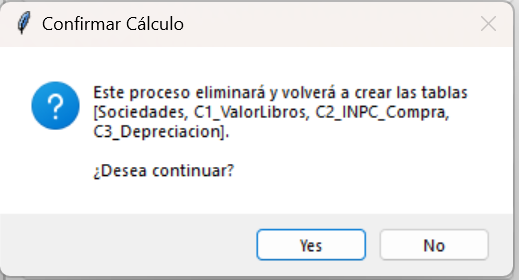 Confirmar Cálculo
Este proceso eliminará y volverá a crear las tablas
[Sociedades, C1_ValorLibros, C2_INPC_Compra,
C3_Depreciacion].
¿Desea continuar?
Yes
No